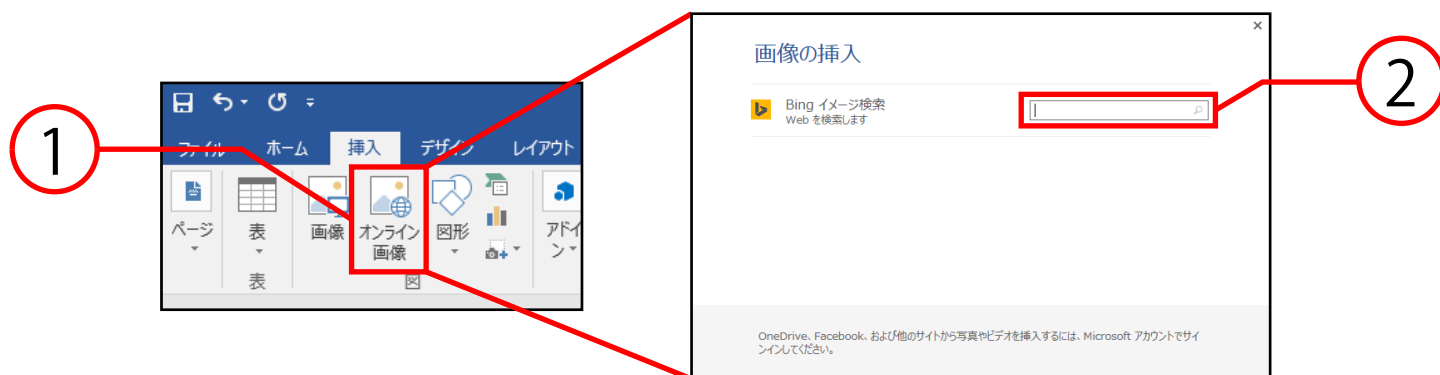 1
ファイル ホーム 挿入 デザイン レイアウト
ページ 表 画像 オンライン 図形 アドイ
画像 ン
表 図
×
画像の挿入
Bing イメージ検索
Web を検索します
2
OneDrive、Facebook、および他のサイトから写真やビデオを挿入するには、Microsoft アカウントでサイ
ンインしてください。